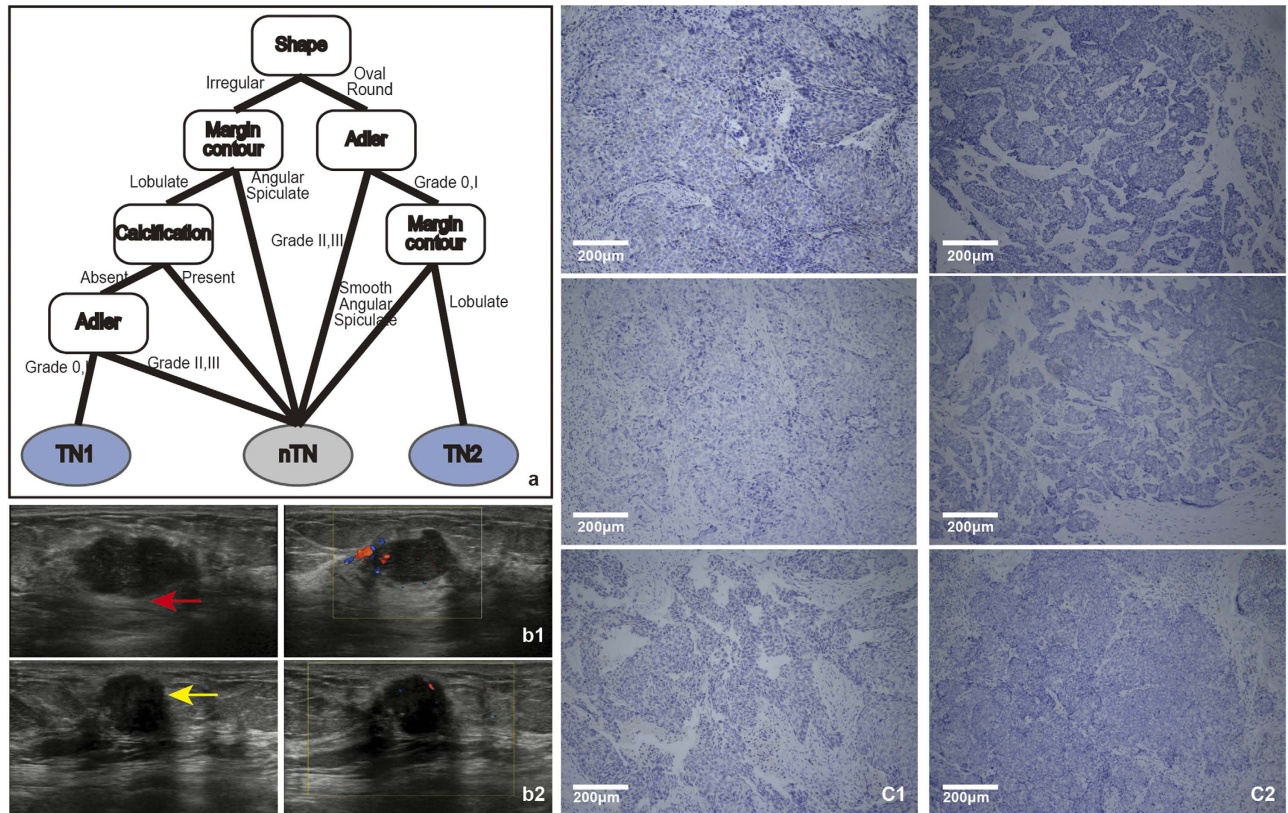 Shape
Irregular
Oval
Round
Margin
contour
Adler
Lobulate
Angular
Spiculate
Grade 0,I
Calcification
Grade II,III
Margin
contour
Absent
Present
Smooth
Angular
Spiculate
Lobulate
Adler
Grade 0,I
Grade II,III
TN1
nTN
TN2
a
b1
b2
200μm
200μm
200μm
200μm
200μm
C1
200μm
C2